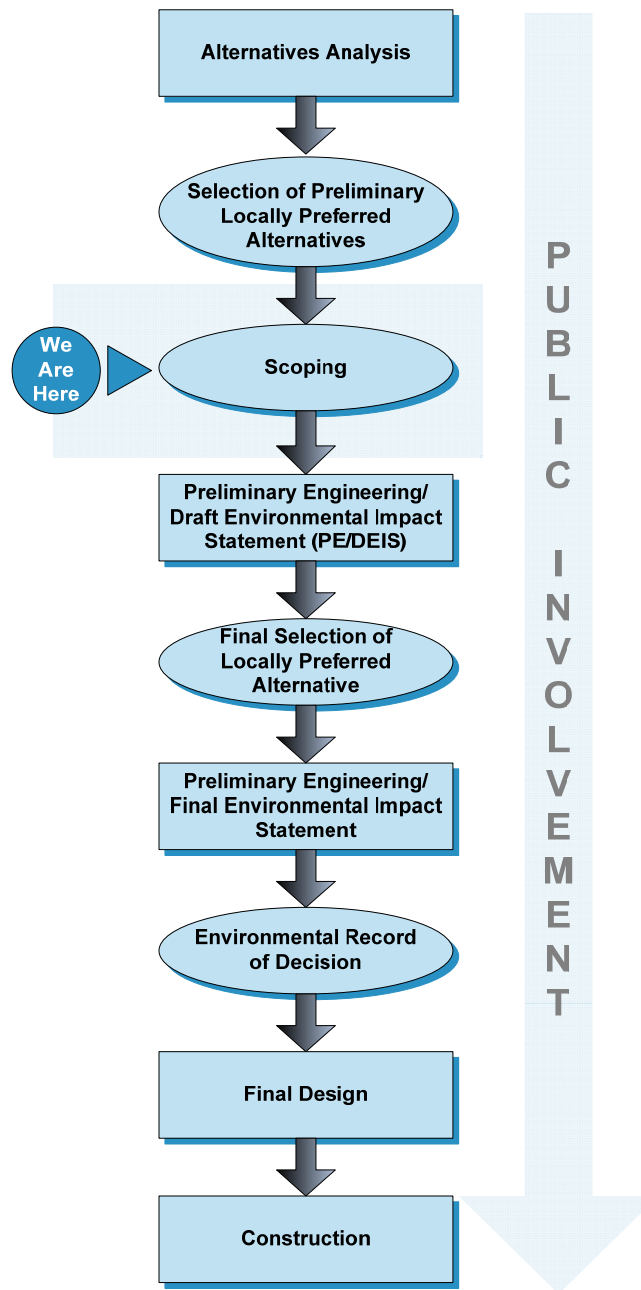 Alternatives Analysis
Selection of Preliminary
Locally Preferred
Alternatives
We
Are
Here
Scoping
Preliminary Engineering/
Draft Environmental Impact
Statement (PE/DEIS)
Final Selection of
Locally Preferred
Alternative
Preliminary Engineering/
Final Environmental Impact
Statement
Environmental Record
of Decision
Final Design
Construction
PUBLIC INVOLVEMENT